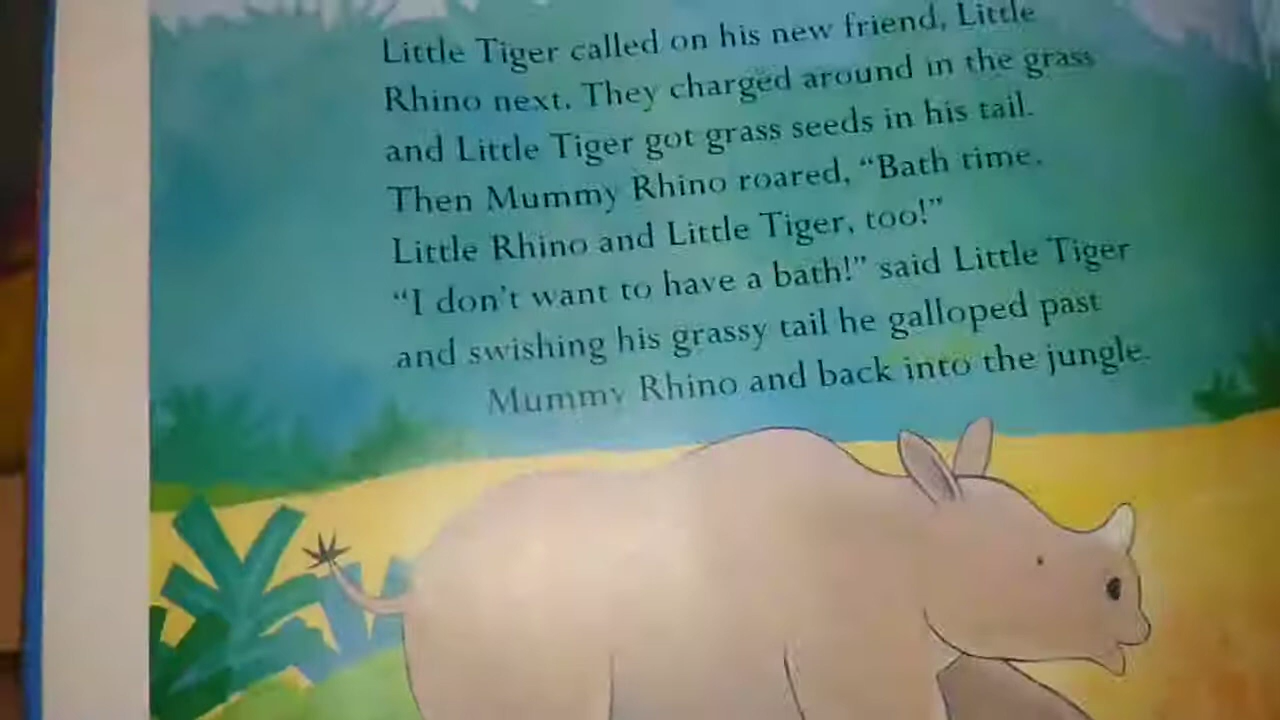 Little Tiger called on his new friend, Little
Rhino next. They charged around in the grass
and Little Tiger got grass seeds in his tail.
Then Mummy Rhino roared, “Bath time,
Little Rhino and Little Tiger, too!”
“I don't want to have a bath!” said Little Tiger
and swishing his grassy tail he galloped past
Mummy Rhino and back into the jungle.